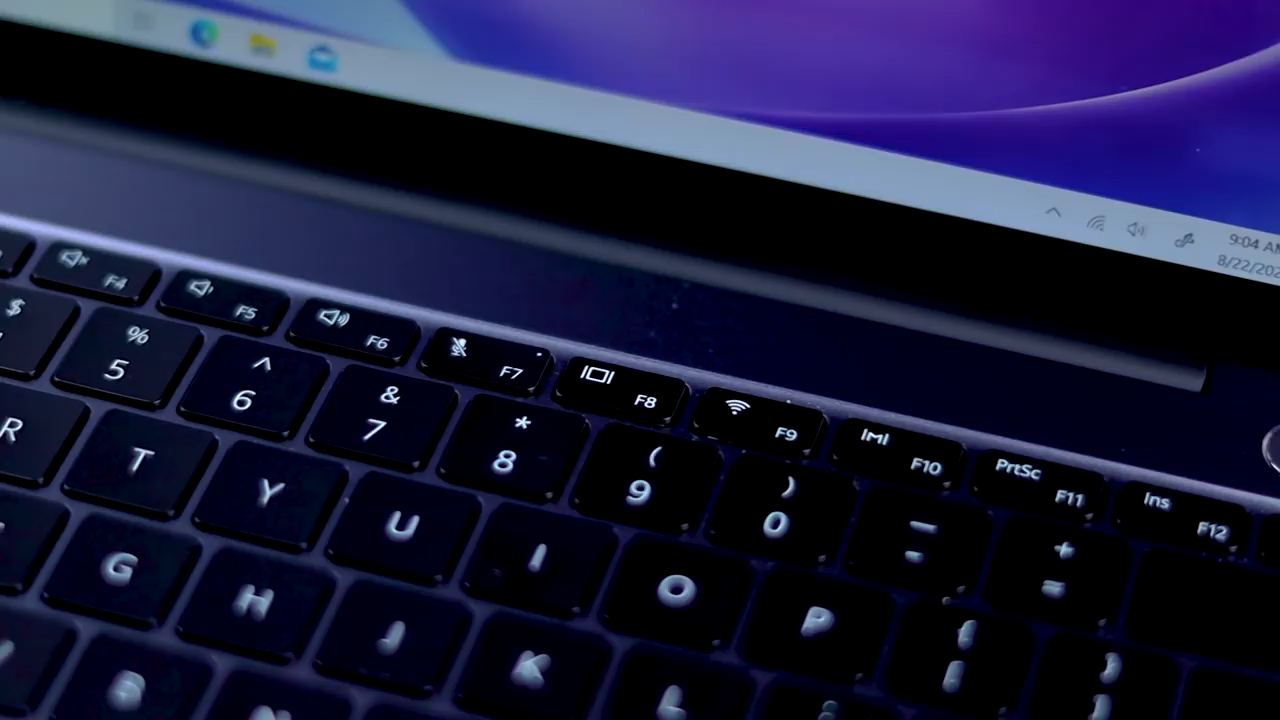 9:04 AM
8/22/202
F4
F5
F6
F7
F8
F9
F10
PrtSc
F11
Ins
F12
$
%
5
^
6
&
7
*
8
(
9
)
0
-
+
=
R
T
Y
U
I
O
P
G
H
J
K
L
B
N